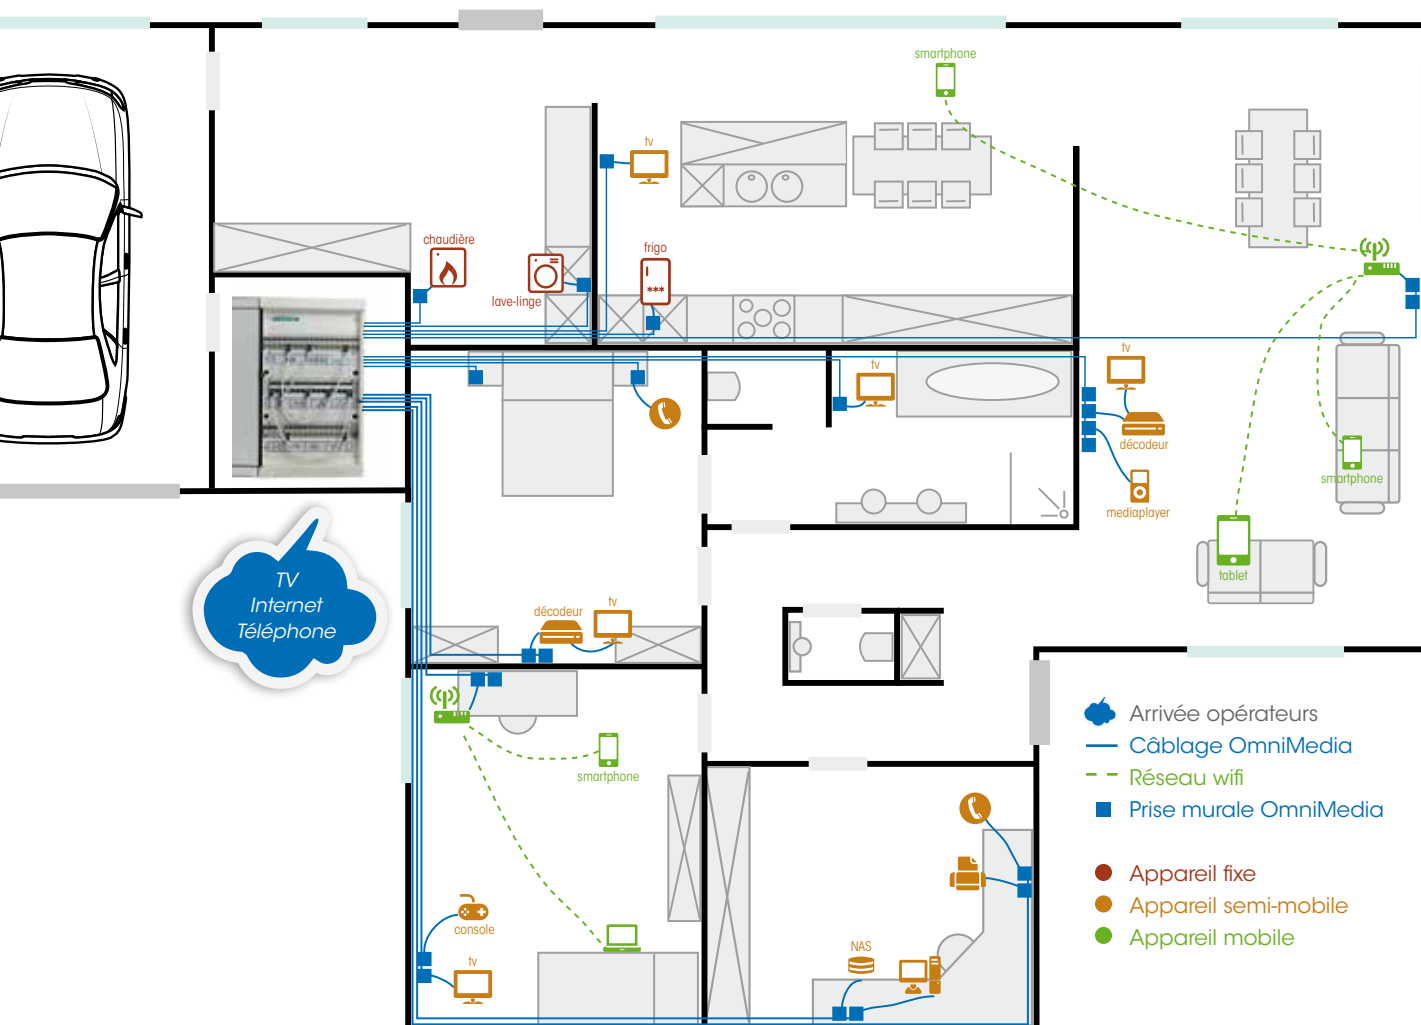 smartphone
tv
chaudière
frigo
lave-linge
***
tv
tv
décodeur
smartphone
mediaplayer
tablet
TV
Internet
Téléphone
décodeur
tv
smartphone
console
tv
NAS
Arrivée opérateurs
Câblage OmniMedia
Réseau wifi
Prise murale OmniMedia
Appareil fixe
Appareil semi-mobile
Appareil mobile